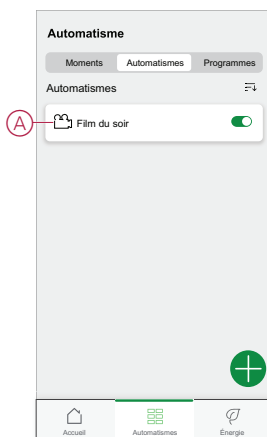 Automatisme
Moments Automatismes Programmes
Automatismes
A Film du soir
Accueil Automatismes Énergie